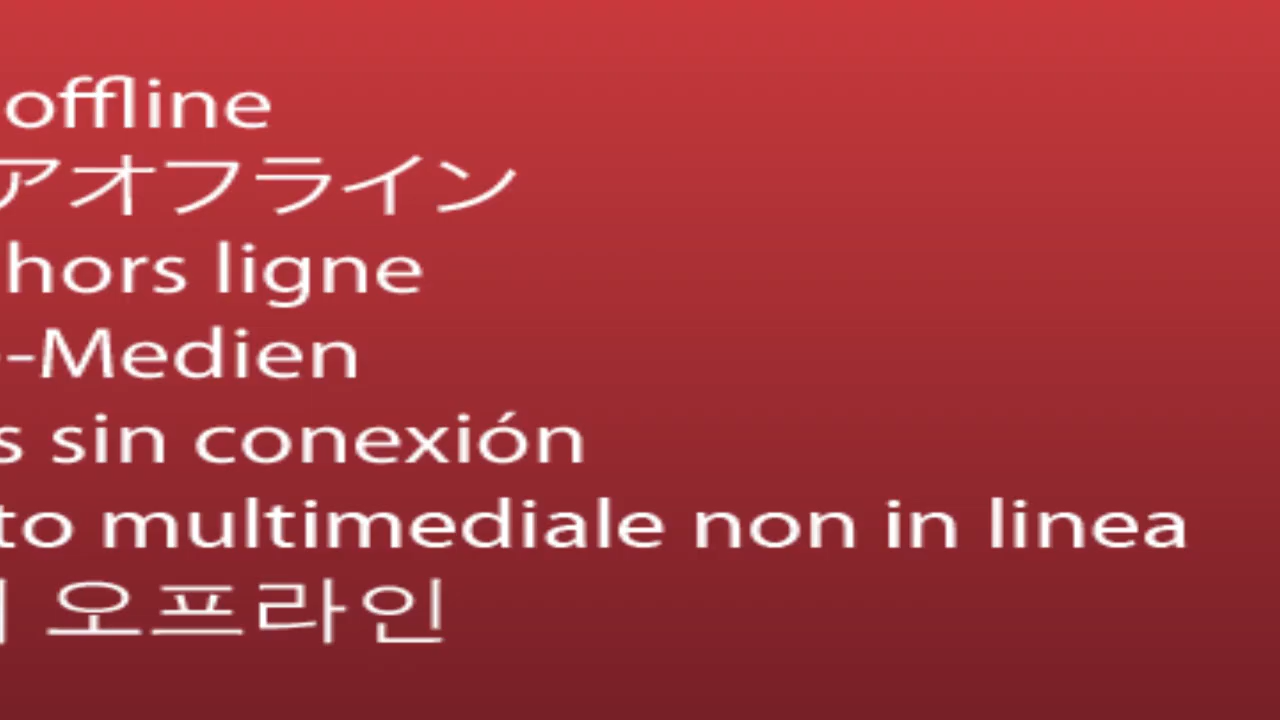 offline
アオフライン
hors ligne
-Medien
s sin conexión
to multimediale non in linea
오프라인